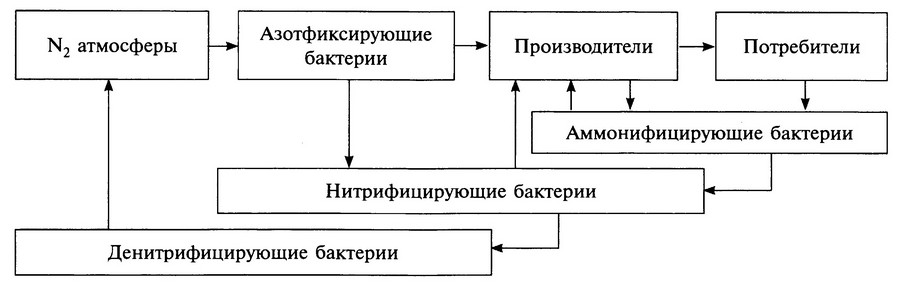 N₂ атмосферы
Азотфиксирующие
бактерии
Производители
Потребители
Аммонифицирующие бактерии
Нитрифицирующие бактерии
Денитрифицирующие бактерии